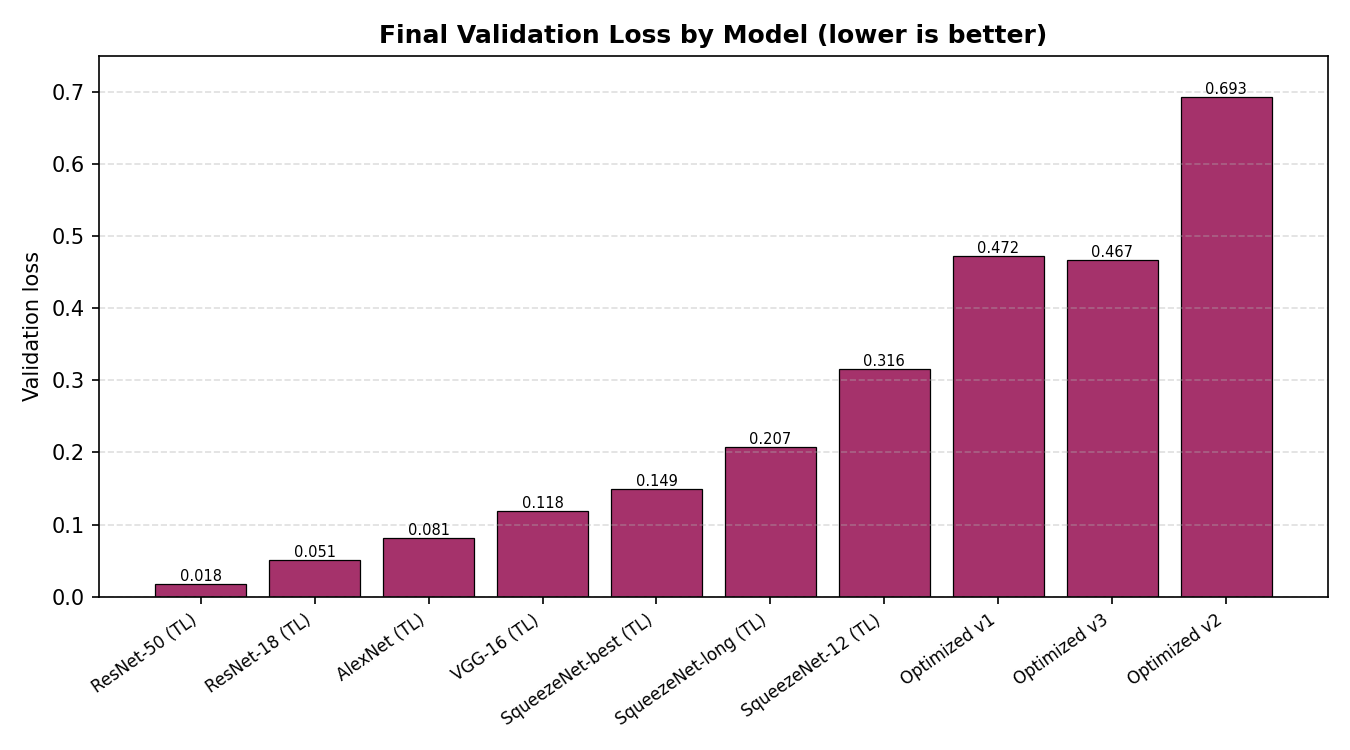 Final Validation Loss by Model (lower is better)
Validation loss
0.7
0.6
0.5
0.4
0.3
0.2
0.1
0.0
0.018
0.051
0.081
0.118
0.149
0.207
0.316
0.472
0.467
0.693
ResNet-50 (TL)
ResNet-18 (TL)
AlexNet (TL)
VGG-16 (TL)
SqueezeNet-best (TL)
SqueezeNet-long (TL)
SqueezeNet-12 (TL)
Optimized v1
Optimized v3
Optimized v2